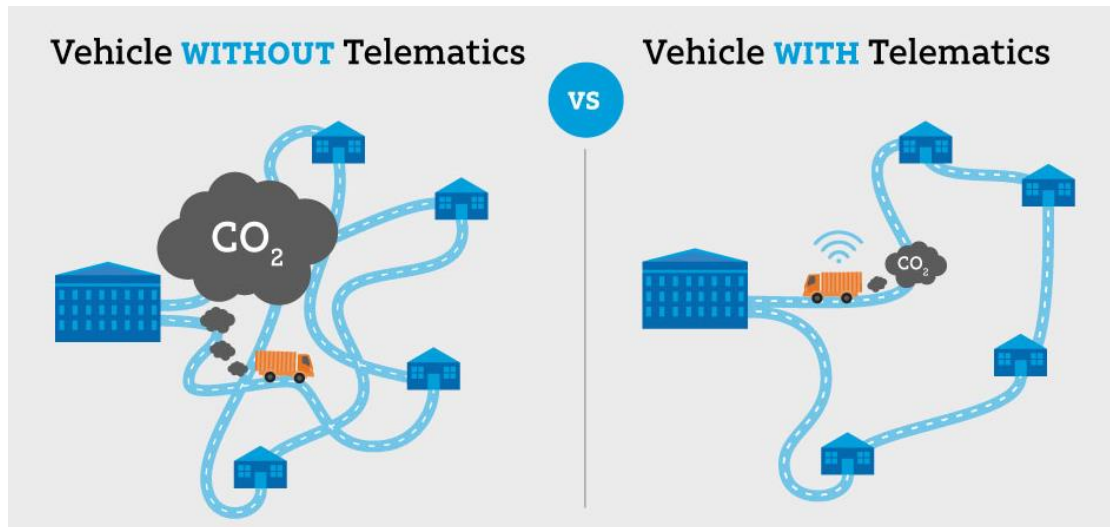 Vehicle WITHOUT Telematics
VS
Vehicle WITH Telematics
CO₂
CO₂